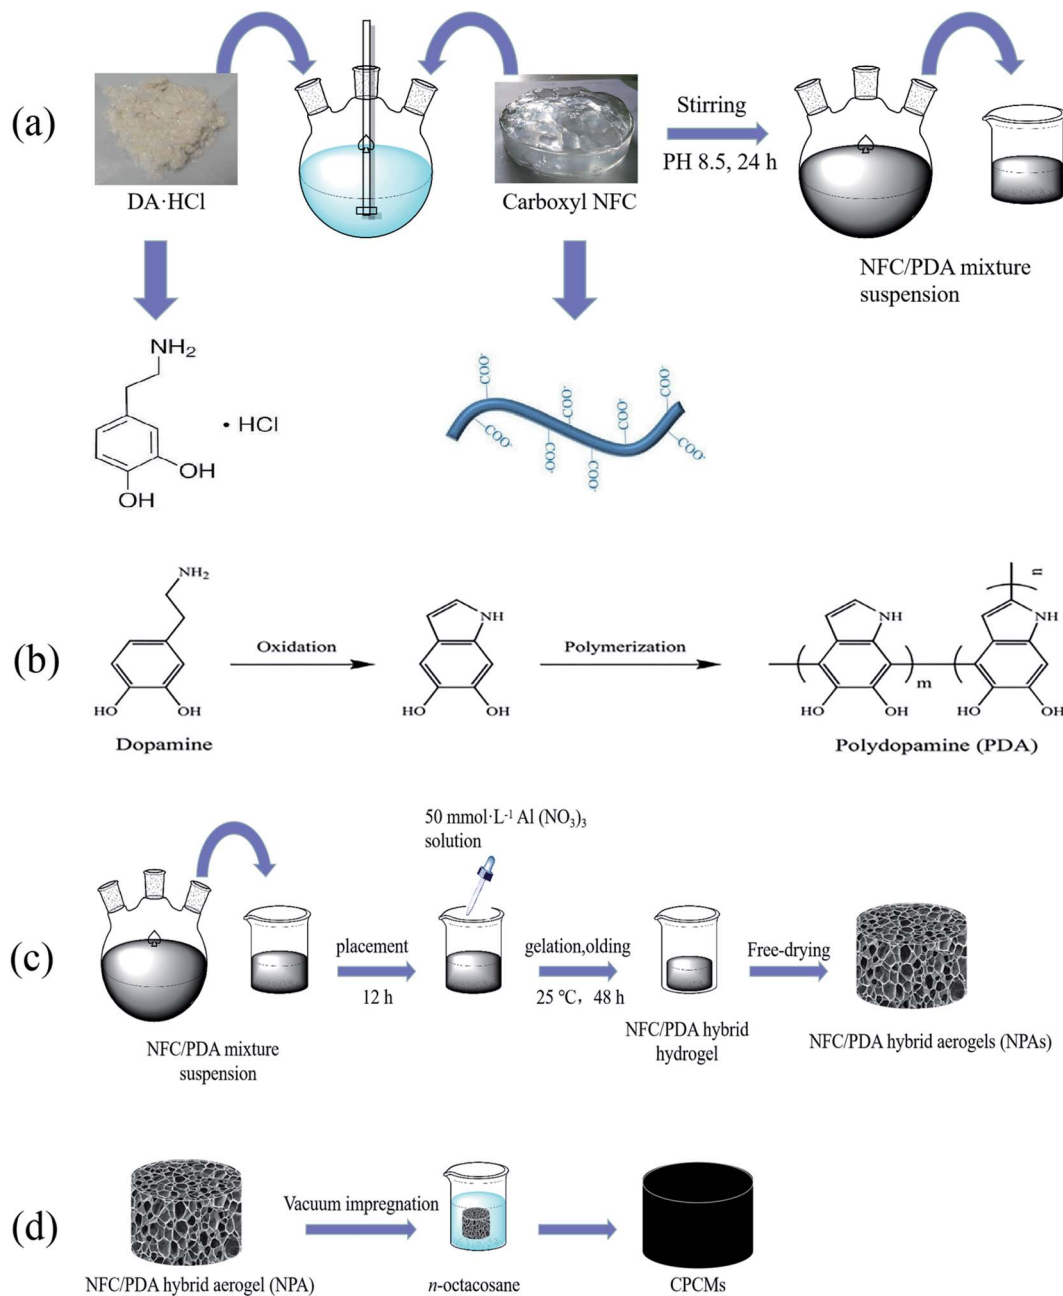 (a)
DA·HCl
Carboxyl NFC
Stirring
PH 8.5, 24 h
NFC/PDA mixture
suspension
NH₂
• HCl
OH
OH
COO⁻
COO⁻
COO⁻
COO⁻
COO⁻
COO⁻
COO⁻
COO⁻
COO⁻
(b)
NH₂
HO
OH
Dopamine
Oxidation
NH
HO
OH
Polymerization
NH
HO
OH
m
n
NH
HO
OH
Polydopamine (PDA)
(c)
NFC/PDA mixture
suspension
placement
12 h
50 mmol·L⁻¹ Al (NO₃)₃
solution
gelation,olding
25 °C，48 h
NFC/PDA hybrid
hydrogel
Free-drying
NFC/PDA hybrid aerogels (NPAs)
(d)
NFC/PDA hybrid aerogel (NPA)
Vacuum impregnation
n-octacosane
CPCMs